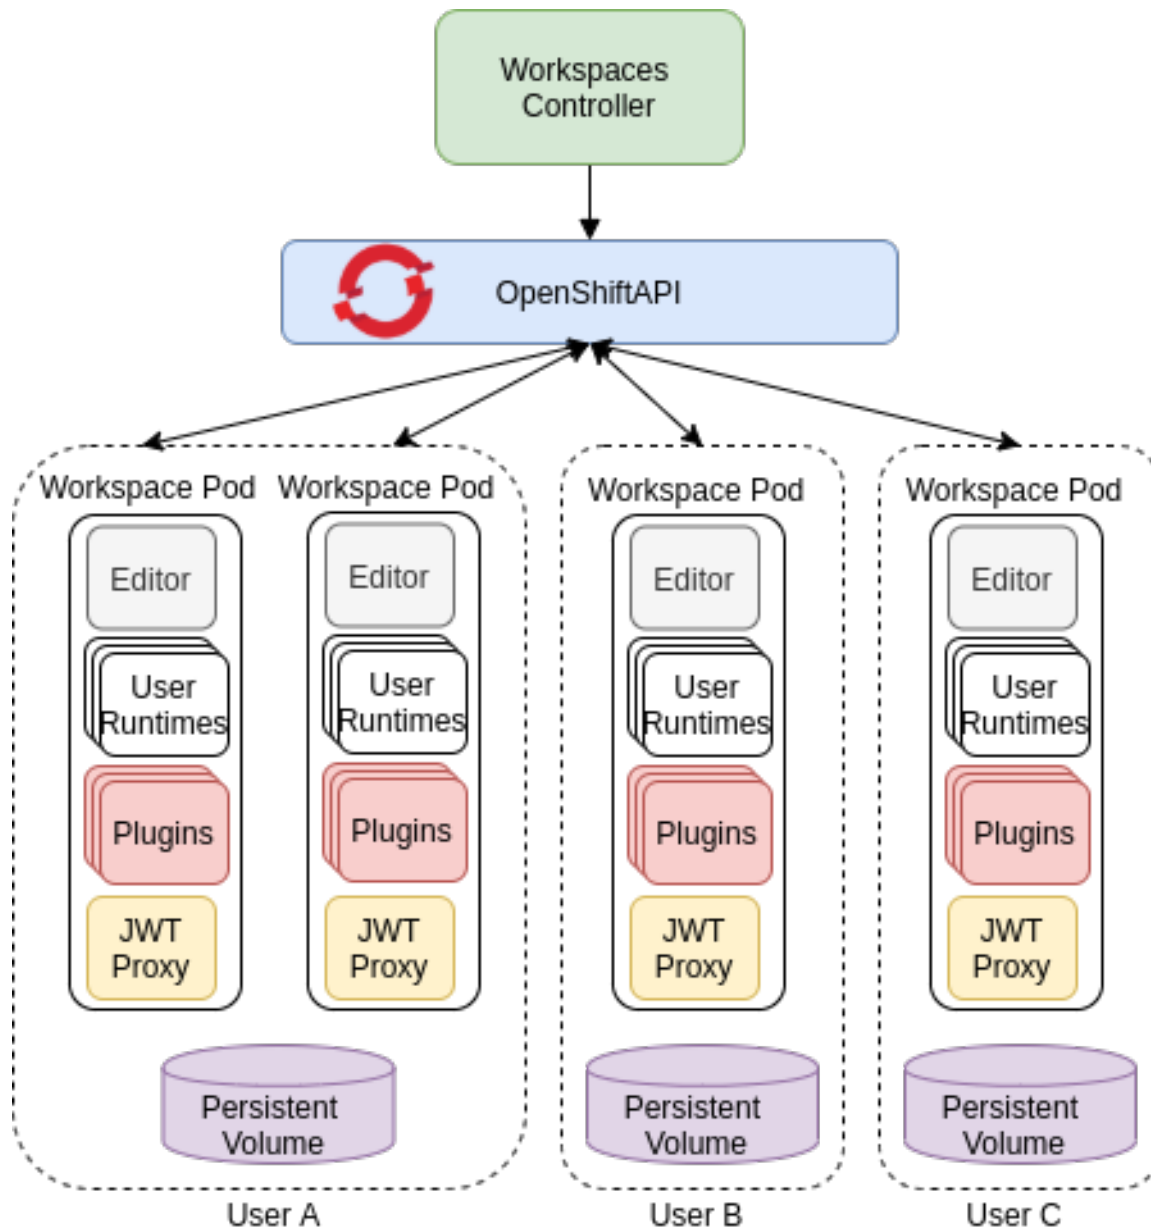 Workspaces
Controller
OpenShiftAPI
Workspace Pod Workspace Pod Workspace Pod Workspace Pod
Editor Editor Editor Editor
User User User User
Runtimes Runtimes Runtimes Runtimes
Plugins Plugins Plugins Plugins
JWT JWT JWT JWT
Proxy Proxy Proxy Proxy
Persistent Persistent Persistent
Volume Volume Volume
User A User B User C